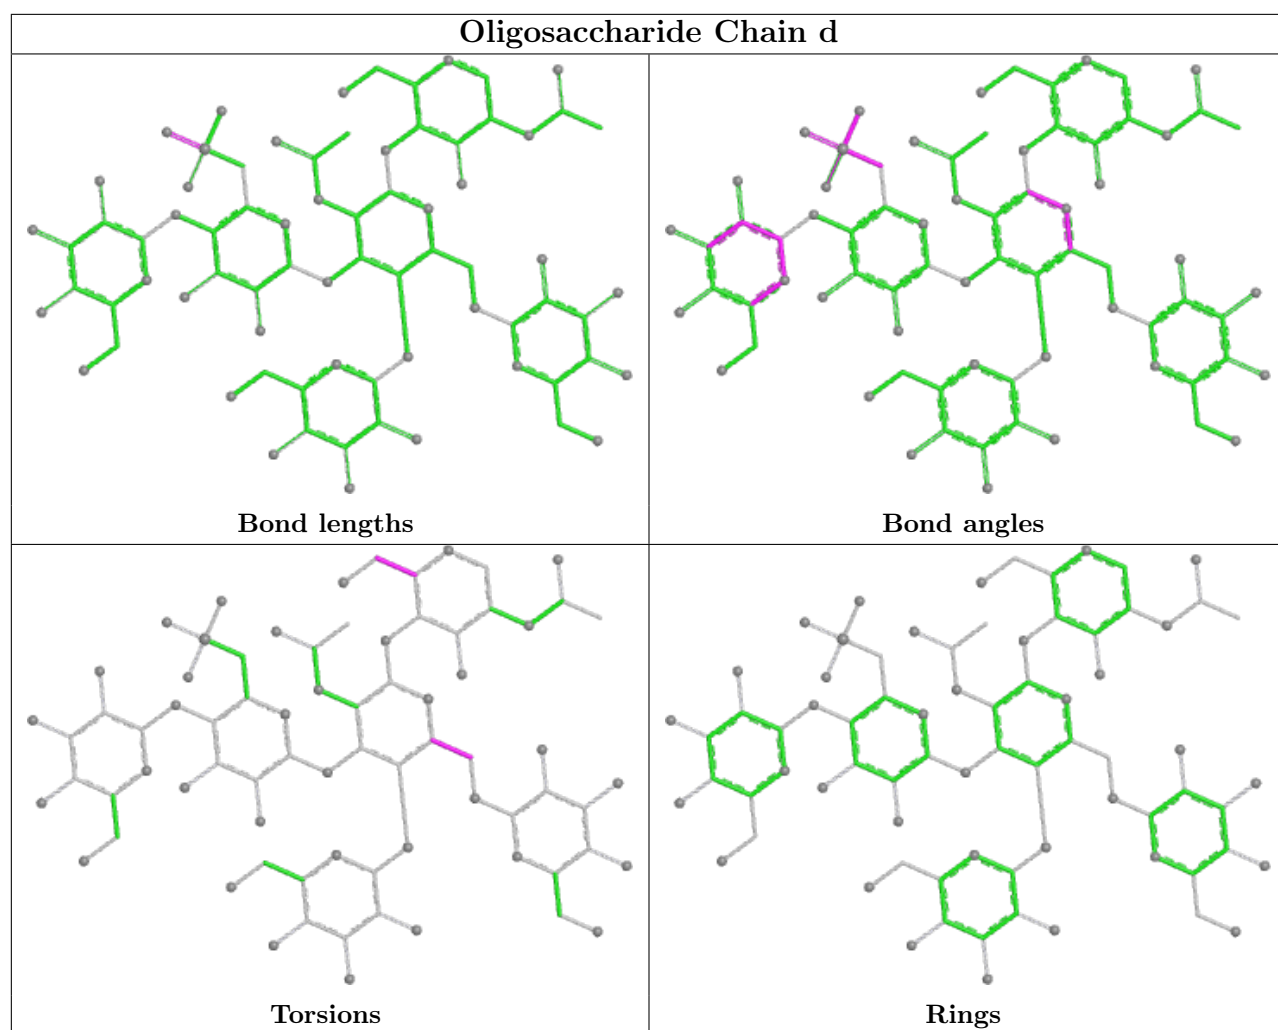 Oligosaccharide Chain d
Bond lengths
Bond angles
Torsions
Rings